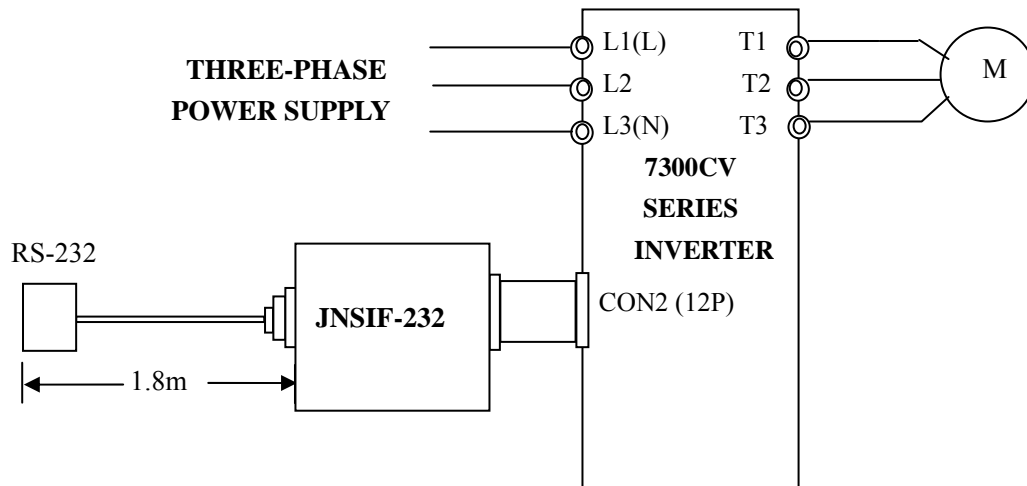 THREE-PHASE
POWER SUPPLY
L1(L)
L2
L3(N)
T1
T2
T3
M
7300CV
SERIES
INVERTER
RS-232
JNSIF-232
CON2 (12P)
1.8m